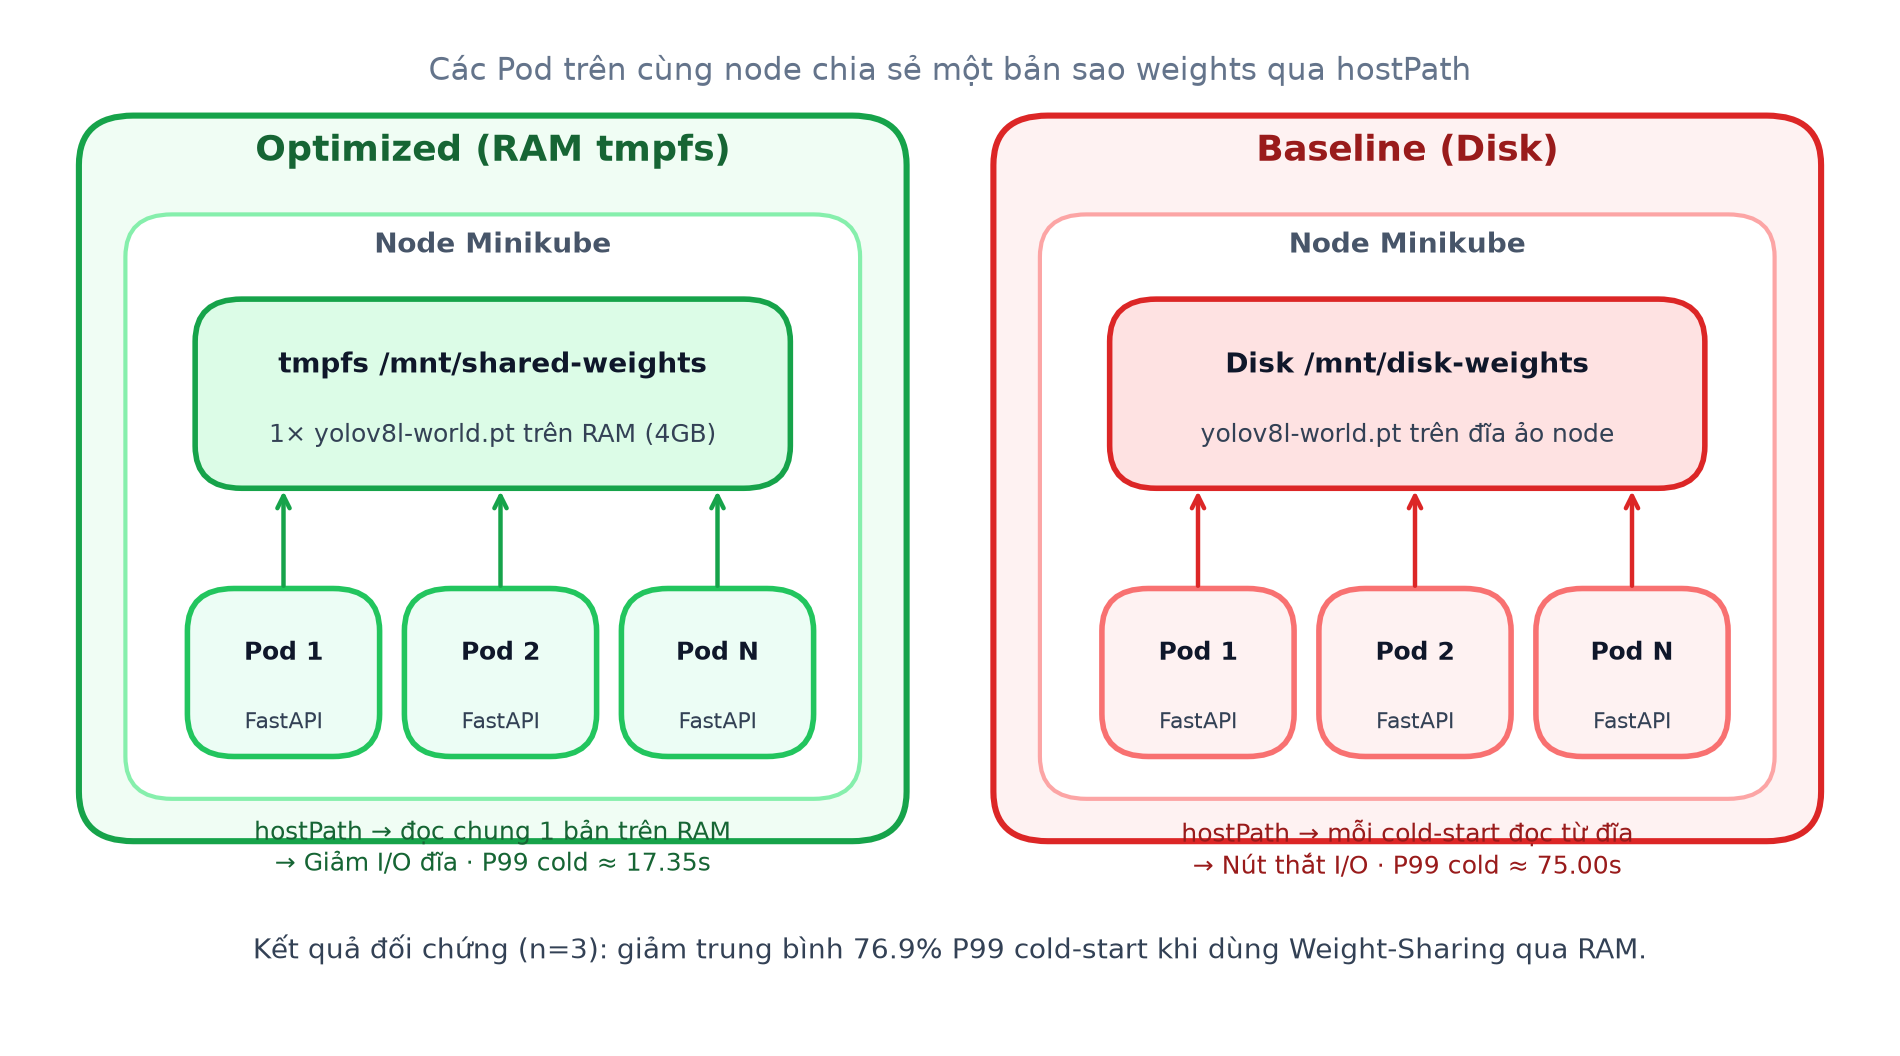 Các Pod trên cùng node chia sẻ một bản sao weights qua hostPath
Optimized (RAM tmpfs)
Node Minikube
tmpfs /mnt/shared-weights
1× yolov8l-world.pt trên RAM (4GB)
Pod 1
FastAPI
Pod 2
FastAPI
Pod N
FastAPI
hostPath → đọc chung 1 bản trên RAM
→ Giảm I/O đĩa · P99 cold ≈ 17.35s
Baseline (Disk)
Node Minikube
Disk /mnt/disk-weights
yolov8l-world.pt trên đĩa ảo node
Pod 1
FastAPI
Pod 2
FastAPI
Pod N
FastAPI
hostPath → mỗi cold-start đọc từ đĩa
→ Nút thắt I/O · P99 cold ≈ 75.00s
Kết quả đối chứng (n=3): giảm trung bình 76.9% P99 cold-start khi dùng Weight-Sharing qua RAM.